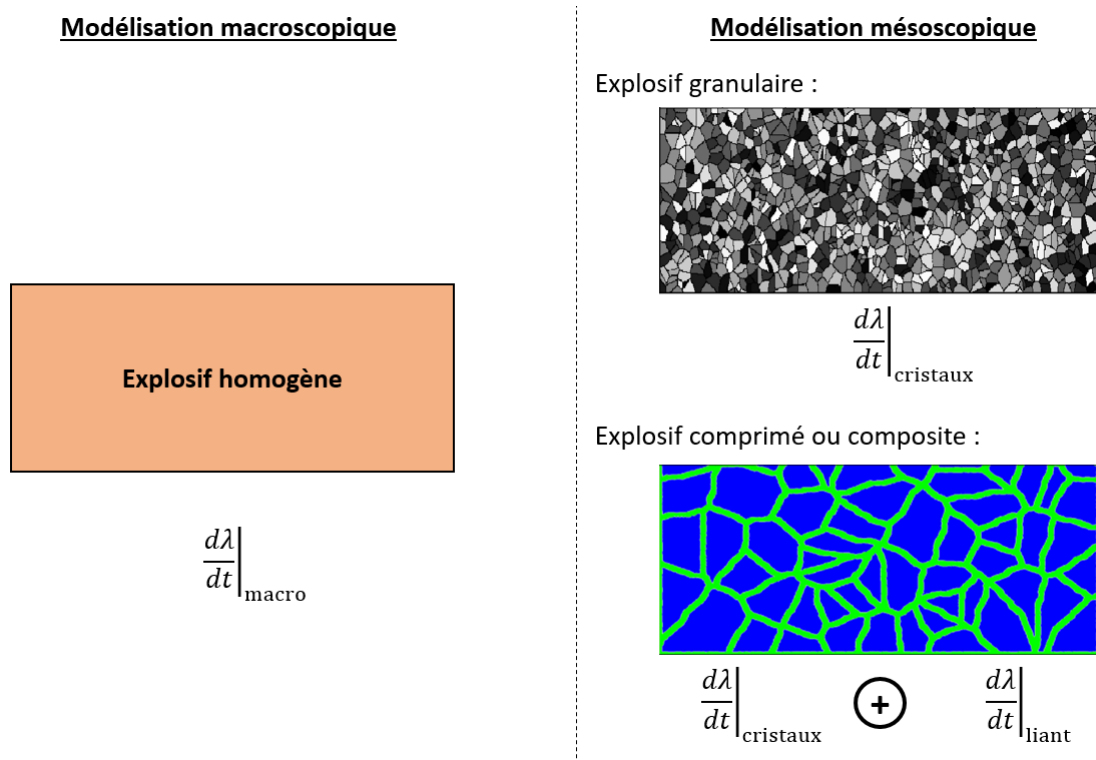 Modélisation macroscopique
Explosif homogène
dλ/dt|macro
Modélisation mésoscopique
Explosif granulaire :
dλ/dt|cristaux
Explosif comprimé ou composite :
dλ/dt|cristaux + dλ/dt|liant